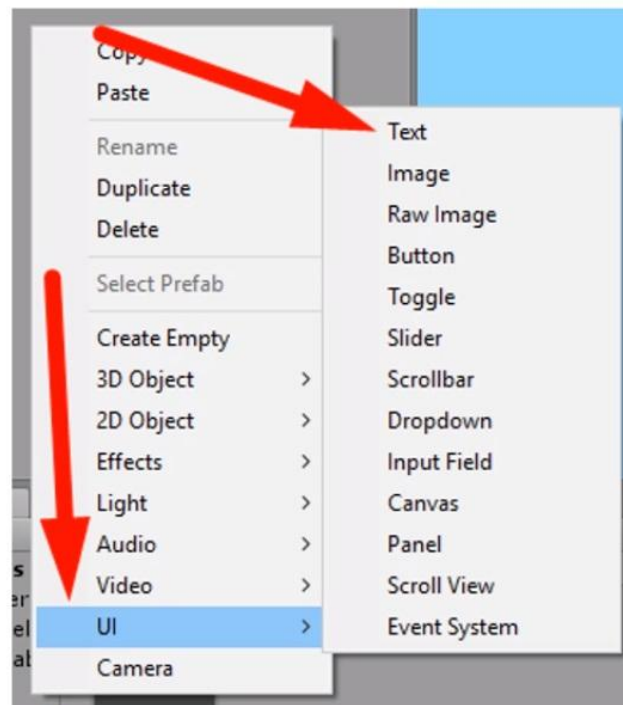 Copy
Paste
Rename
Duplicate
Delete
Select Prefab
Create Empty
3D Object
2D Object
Effects
Light
Audio
Video
UI
Camera
Text
Image
Raw Image
Button
Toggle
Slider
Scrollbar
Dropdown
Input Field
Canvas
Panel
Scroll View
Event System